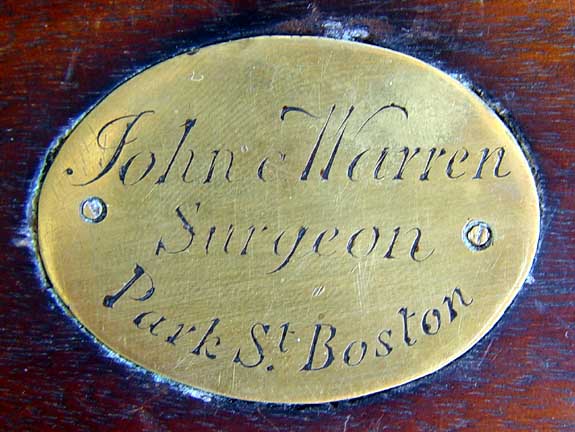 John c Warren
Surgeon
Park St. Boston